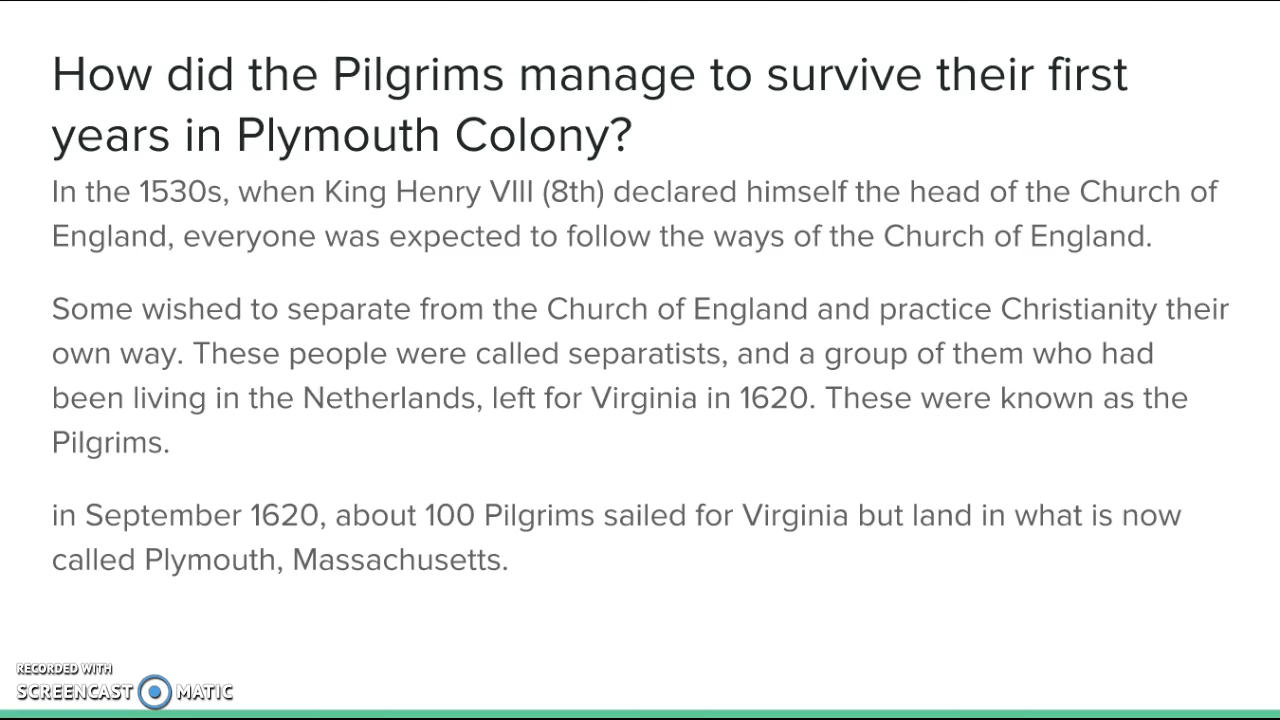 How did the Pilgrims manage to survive their first
years in Plymouth Colony?
In the 1530s, when King Henry VIII (8th) declared himself the head of the Church of
England, everyone was expected to follow the ways of the Church of England.
Some wished to separate from the Church of England and practice Christianity their
own way. These people were called separatists, and a group of them who had
been living in the Netherlands, left for Virginia in 1620. These were known as the
Pilgrims.
in September 1620, about 100 Pilgrims sailed for Virginia but land in what is now
called Plymouth, Massachusetts.
RECORDED WITH
SCREENCAST MATIC